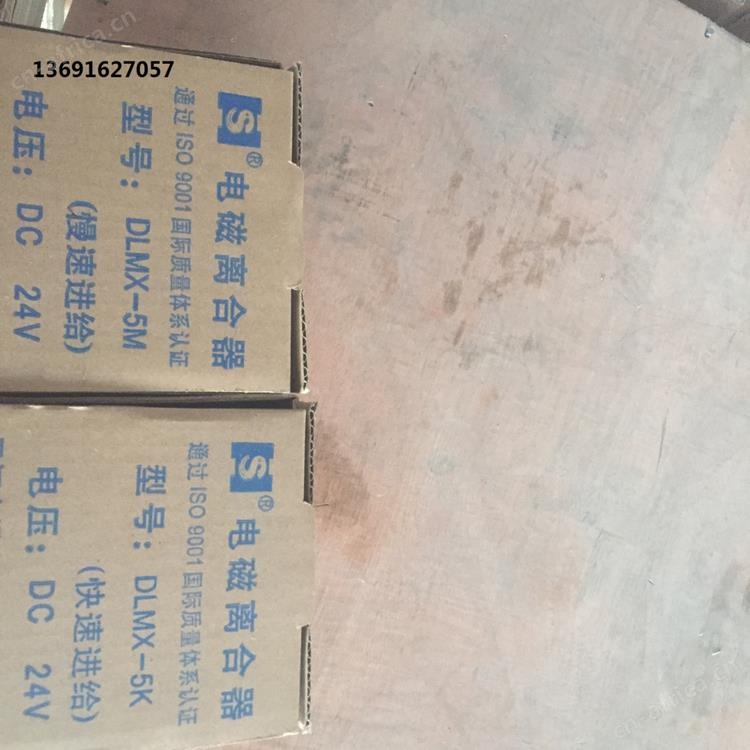 13691627057
S® 电磁离合器
通过 ISO 9001 国际质量体系认证
型号: DLMX-5M
(慢速进给)
电压: DC 24V
S® 电磁离合器
通过 ISO 9001 国际质量体系认证
型号: DLMX-5K
(快速进给)
电压: DC 24V